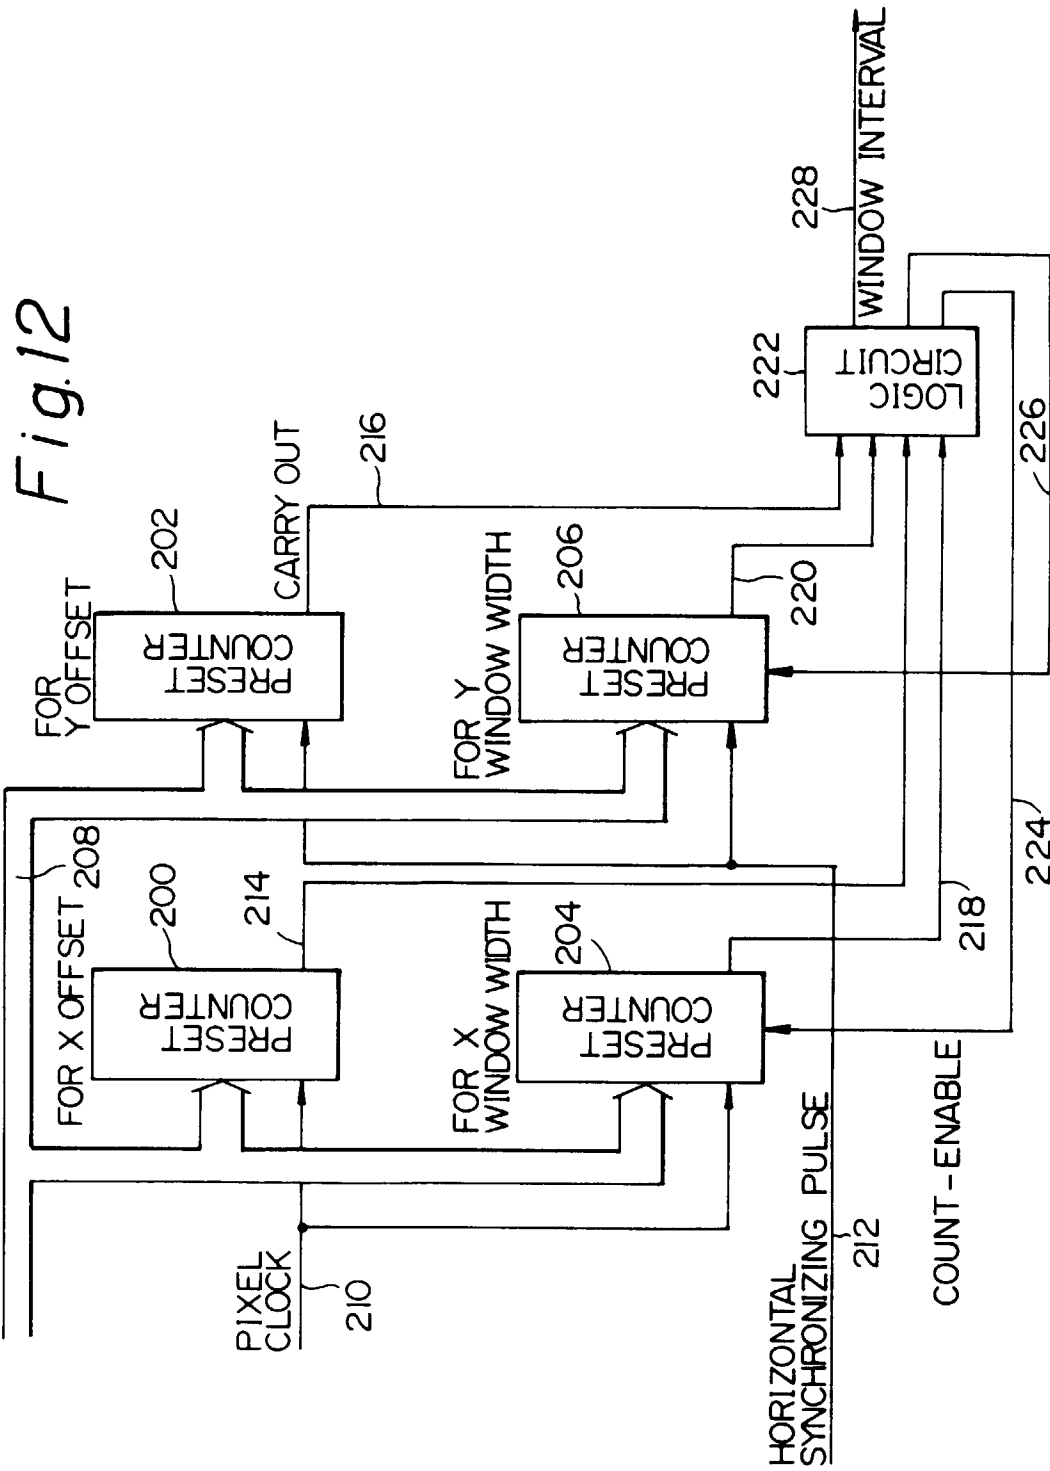 Fig.12
208
FOR X OFFSET
200
PRESET
COUNTER
214
FOR
Y OFFSET
202
PRESET
COUNTER
CARRY OUT
216
PIXEL
CLOCK
210
FOR X
WINDOW WIDTH
204
PRESET
COUNTER
FOR Y
WINDOW WIDTH
206
PRESET
COUNTER
220
222
LOGIC
CIRCUIT
228
WINDOW INTERVAL
HORIZONTAL
SYNCHRONIZING PULSE
212
COUNT-ENABLE
218
224
226